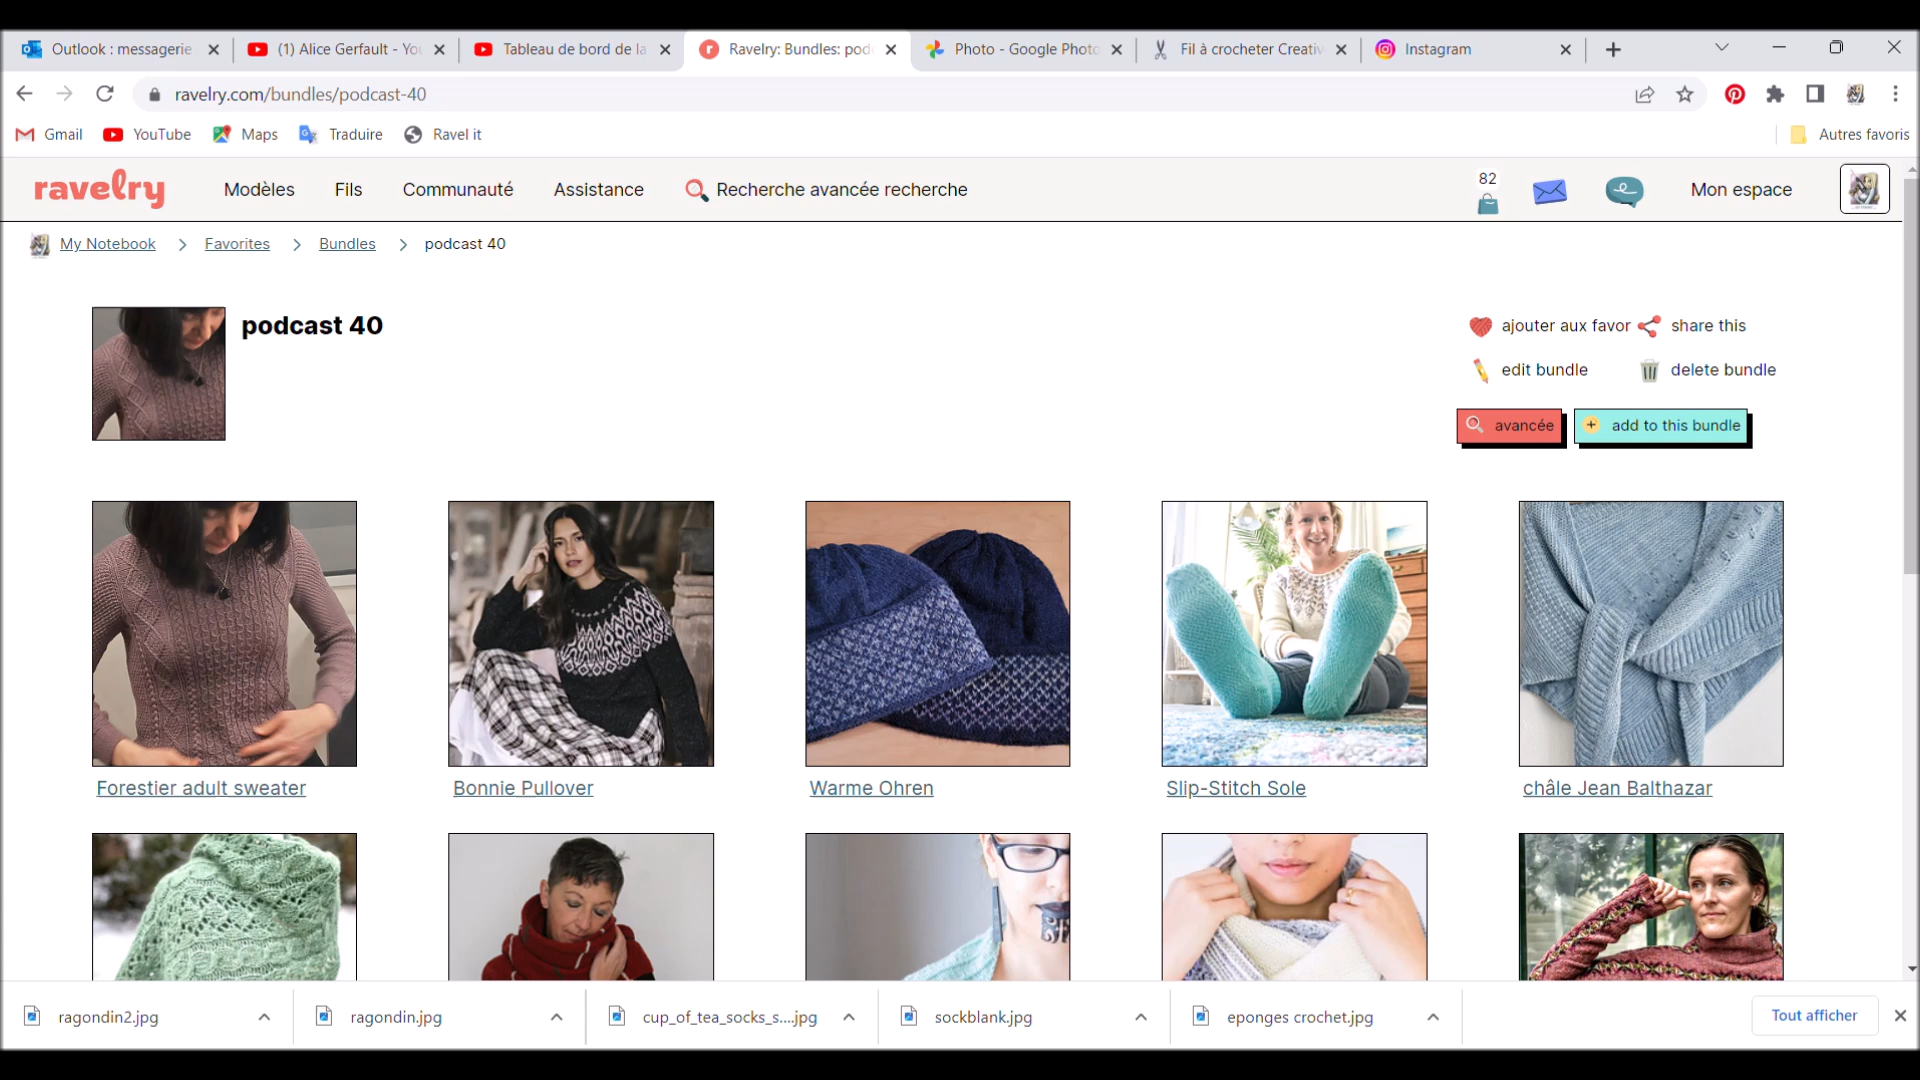 Outlook : messagerie
(1) Alice Gerfault - You
Tableau de bord de la
Ravelry: Bundles: pod
Photo - Google Photo
Fil à crocheter Creativ
Instagram
ravelry.com/bundles/podcast-40
Gmail
YouTube
Maps
Traduire
Ravel it
Autres favoris
ravelry
Modèles
Fils
Communauté
Assistance
Recherche avancée recherche
82
Mon espace
My Notebook
Favorites
Bundles
podcast 40
podcast 40
ajouter aux favor
share this
edit bundle
delete bundle
avancée
add to this bundle
Forestier adult sweater
Bonnie Pullover
Warme Ohren
Slip-Stitch Sole
châle Jean Balthazar
ragondin2.jpg
ragondin.jpg
cup_of_tea_socks_s....jpg
sockblank.jpg
eponges crochet.jpg
Tout afficher